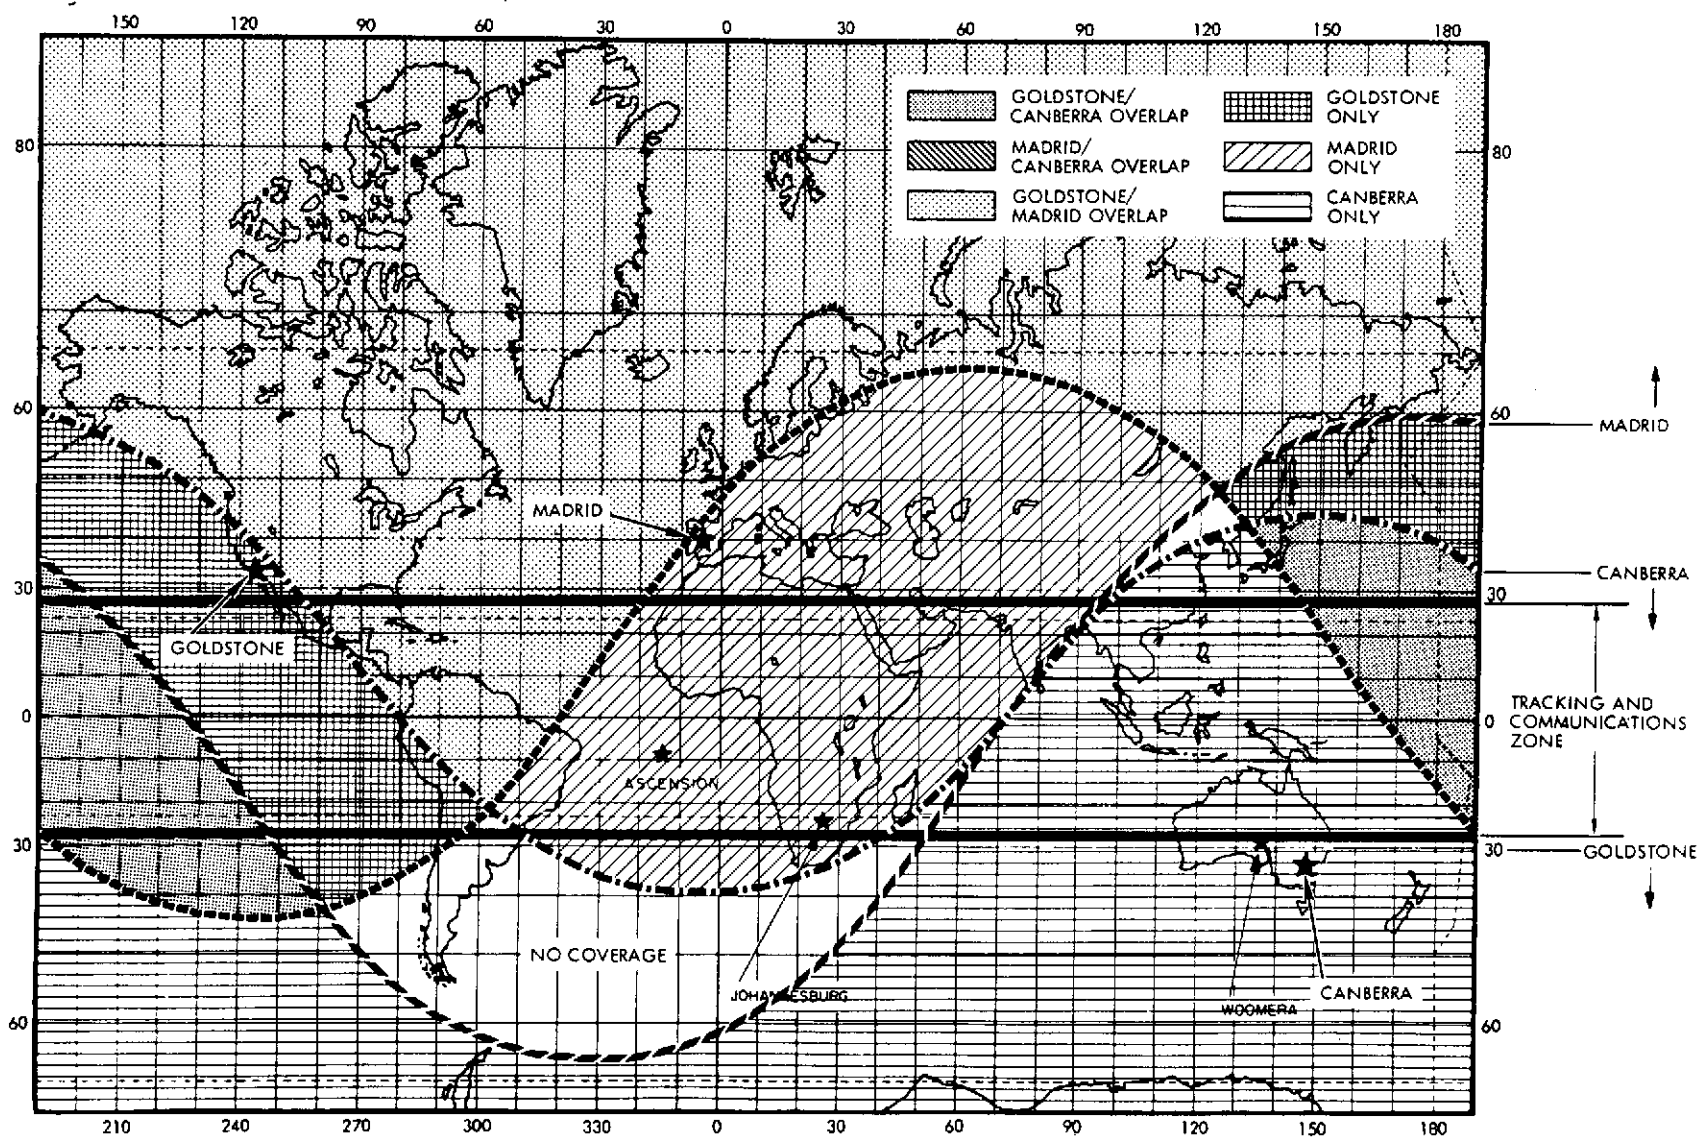 150 120 90 60 30 0 30 60 90 120 150 180
GOLDSTONE/
CANBERRA OVERLAP
GOLDSTONE
ONLY
MADRID/
CANBERRA OVERLAP
MADRID
ONLY
GOLDSTONE/
MADRID OVERLAP
CANBERRA
ONLY
80 80
60 60
MADRID
MADRID
CANBERRA
30 30
GOLDSTONE
TRACKING AND
COMMUNICATIONS
ZONE
0 0
ASCENSION
30 30
GOLDSTONE
NO COVERAGE
JOHANNESBURG
CANBERRA
WOOMERA
60 60
210 240 270 300 330 0 30 60 90 120 150 180